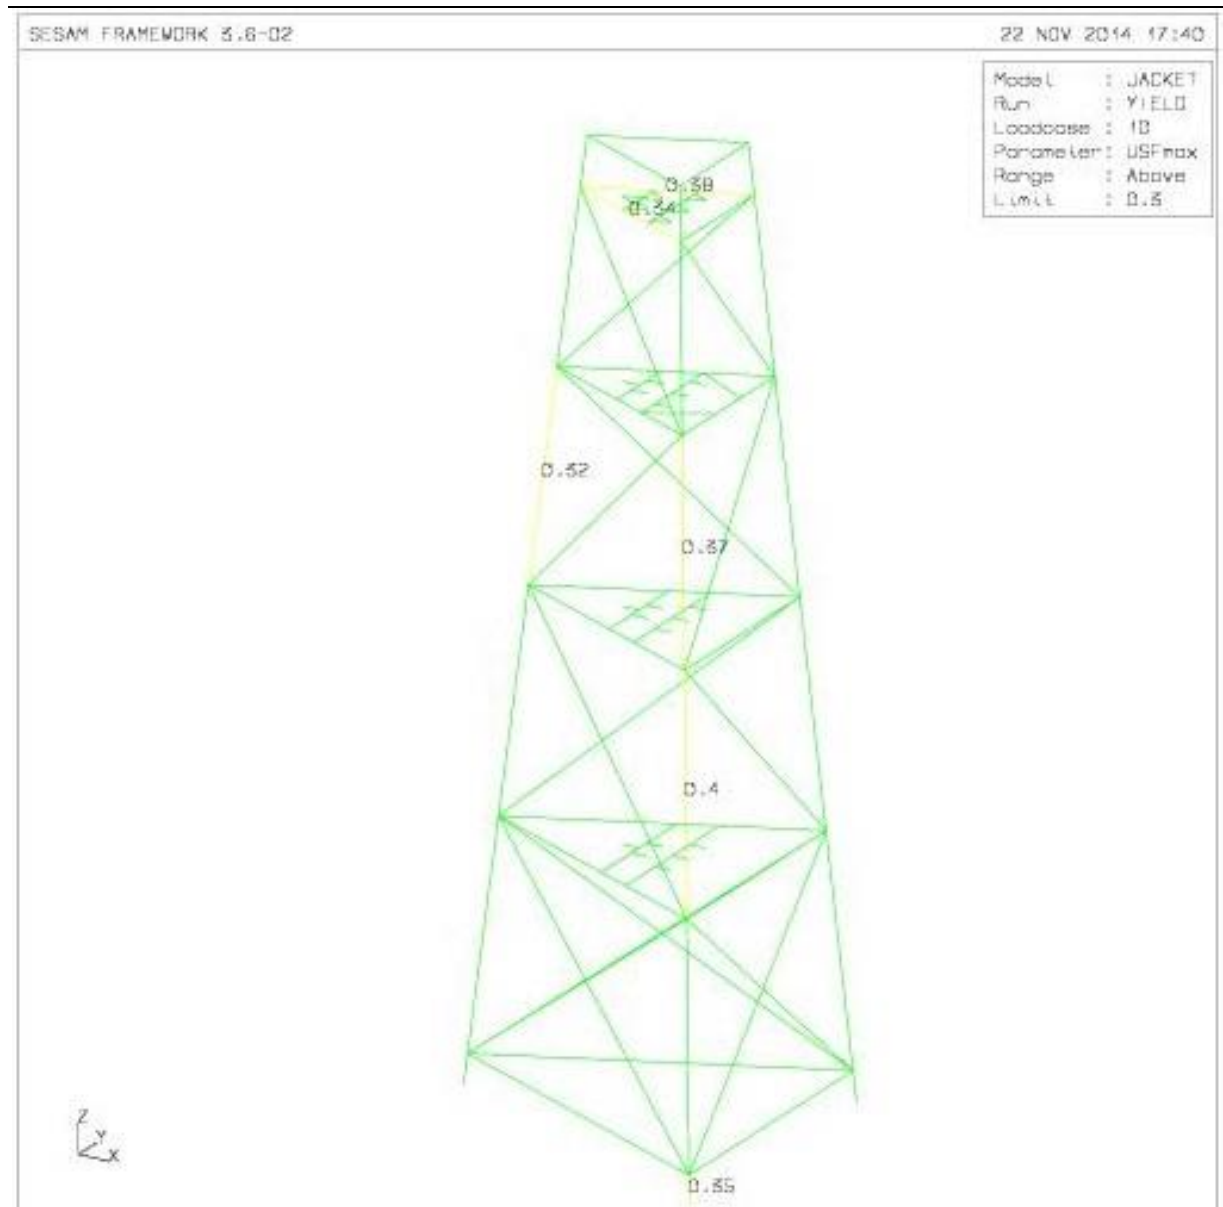 SESAM FRAMEWORK 3.6-02
22 NOV 2014 17:40
Model : JACKET
Run : YIELD
Loadcase : 10
Parameter: USFmax
Range : Above
Limit : 0.3
0.38
0.34
0.32
0.37
0.4
0.35
Z
Y
X